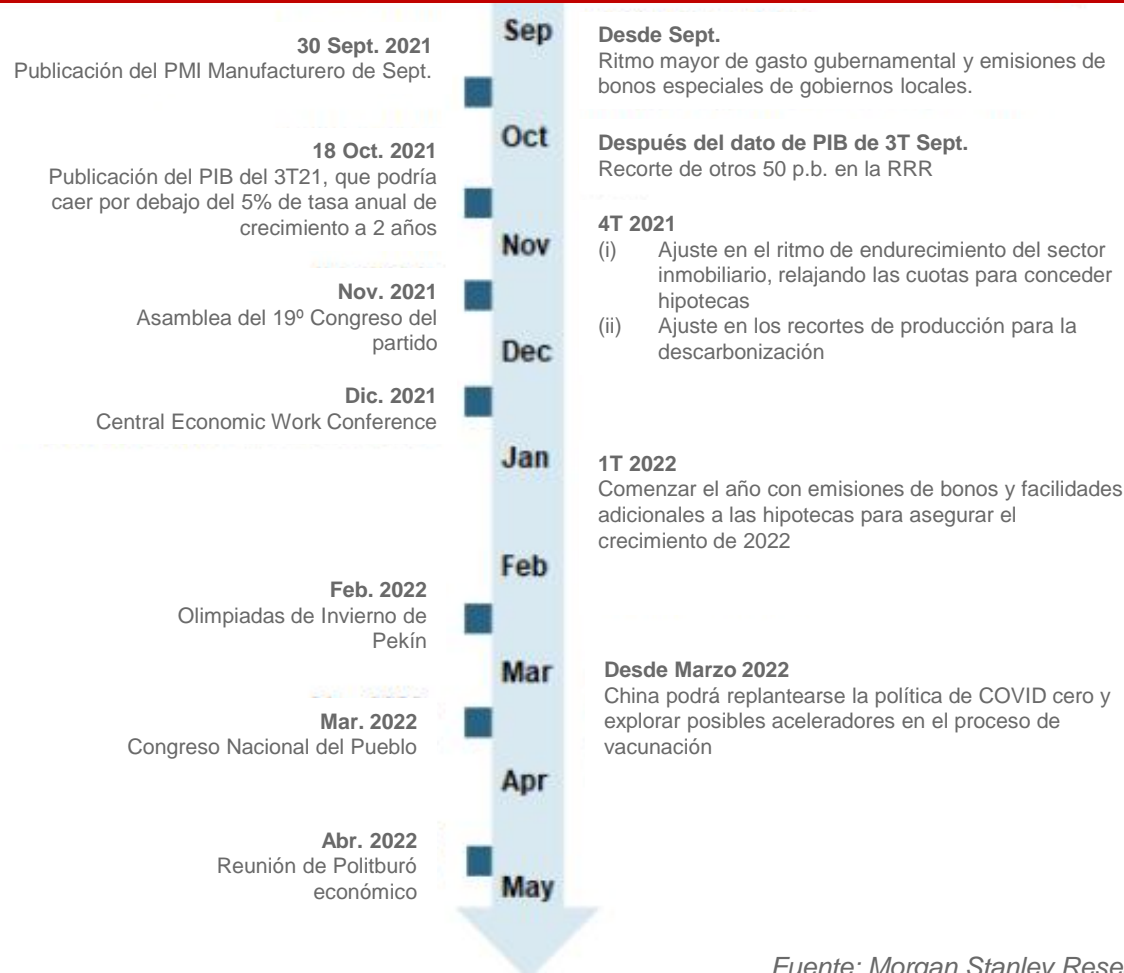 Sep
30 Sept. 2021
Publicación del PMI Manufacturero de Sept.
Desde Sept.
Ritmo mayor de gasto gubernamental y emisiones de
bonos especiales de gobiernos locales.
Oct
18 Oct. 2021
Publicación del PIB del 3T21, que podría
caer por debajo del 5% de tasa anual de
crecimiento a 2 años
Después del dato de PIB de 3T Sept.
Recorte de otros 50 p.b. en la RRR
Nov
4T 2021
(i) Ajuste en el ritmo de endurecimiento del sector
inmobiliario, relajando las cuotas para conceder
hipotecas
(ii) Ajuste en los recortes de producción para la
descarbonización
Nov. 2021
Asamblea del 19º Congreso del
partido
Dec
Dic. 2021
Central Economic Work Conference
Jan
1T 2022
Comenzar el año con emisiones de bonos y facilidades
adicionales a las hipotecas para asegurar el
crecimiento de 2022
Feb
Feb. 2022
Olimpiadas de Invierno de
Pekín
Mar
Desde Marzo 2022
China podrá replantearse la política de COVID cero y
explorar posibles aceleradores en el proceso de
vacunación
Mar. 2022
Congreso Nacional del Pueblo
Apr
Abr. 2022
Reunión de Politburó
económico
May
Fuente: Morgan Stanley Rese